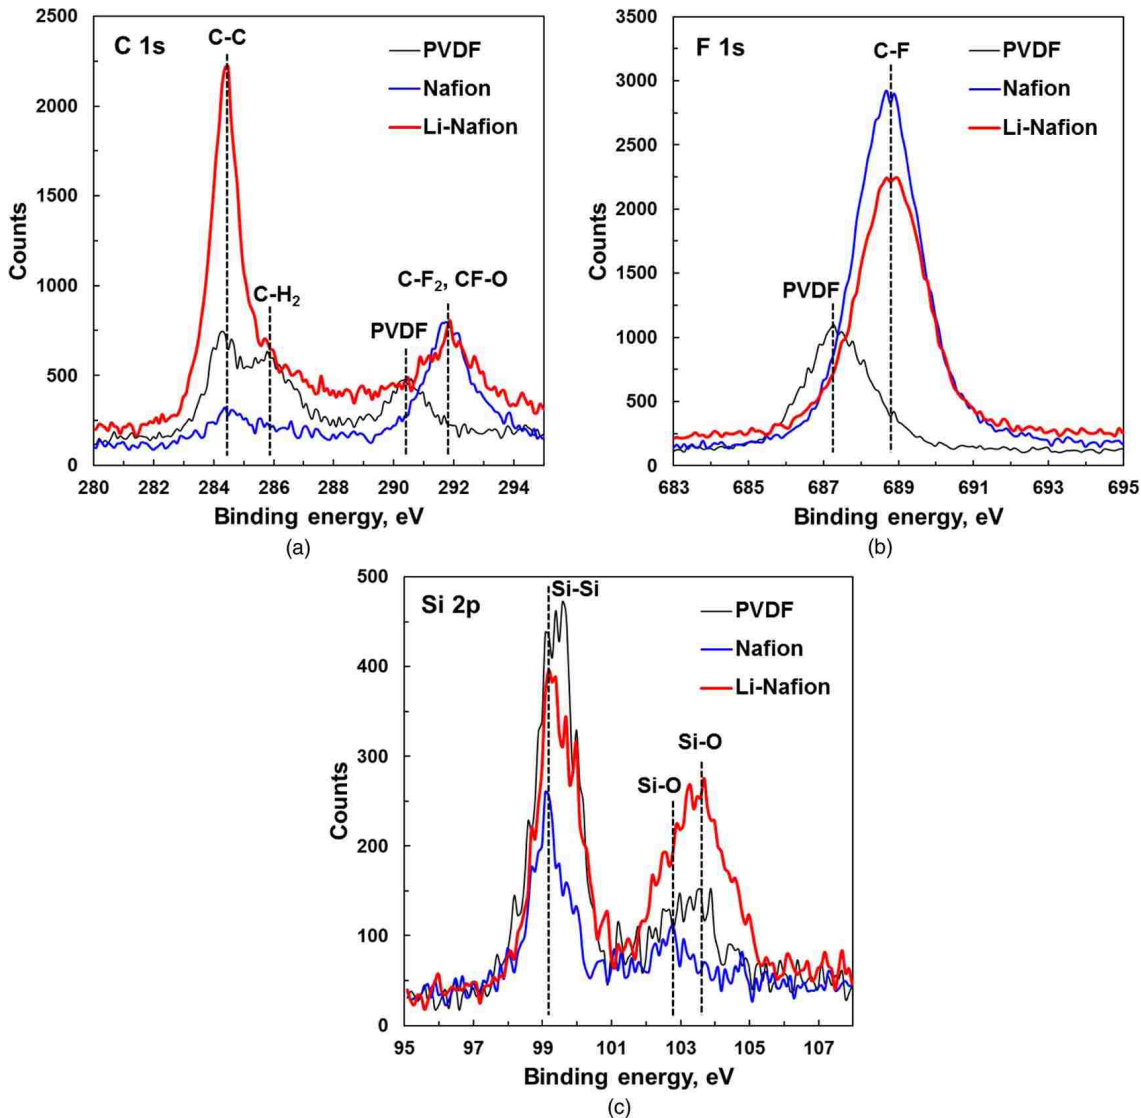 C 1s
C-C
PVDF
Nafion
Li-Nafion
C-H₂
PVDF
C-F₂, CF-O
Counts
2500
2000
1500
1000
500
0
280 282 284 286 288 290 292 294
Binding energy, eV
(a)
F 1s
C-F
PVDF
Nafion
Li-Nafion
PVDF
Counts
3500
3000
2500
2000
1500
1000
500
0
683 685 687 689 691 693 695
Binding energy, eV
(b)
Si 2p
Si-Si
PVDF
Nafion
Li-Nafion
Si-O
Si-O
Counts
500
400
300
200
100
0
95 97 99 101 103 105 107
Binding energy, eV
(c)